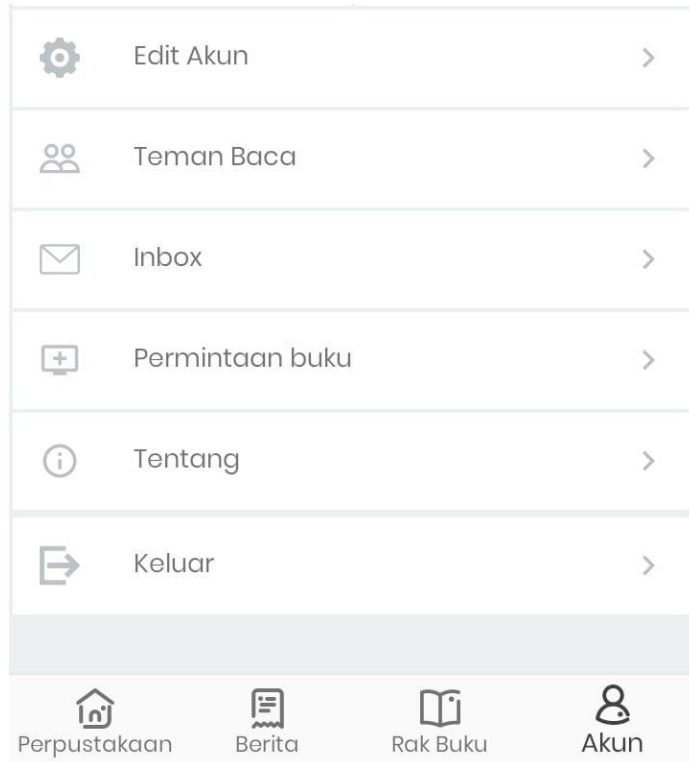 Edit Akun
Teman Baca
Inbox
Permintaan buku
Tentang
Keluar
Perpustakaan
Berita
Rak Buku
Akun